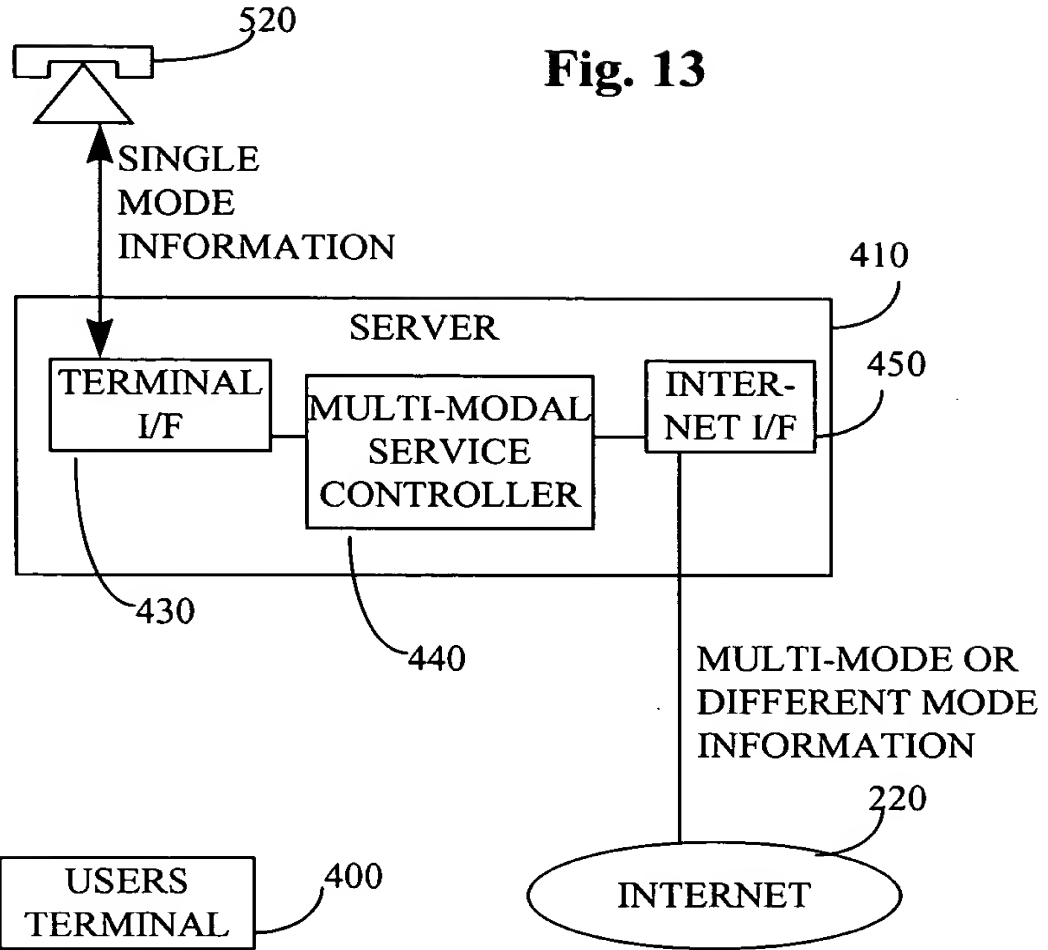 520
Fig. 13
SINGLE
MODE
INFORMATION
410
SERVER
TERMINAL
I/F
MULTI-MODAL
SERVICE
CONTROLLER
INTER-
NET I/F
450
430
440
MULTI-MODE OR
DIFFERENT MODE
INFORMATION
220
USERS
TERMINAL
400
INTERNET